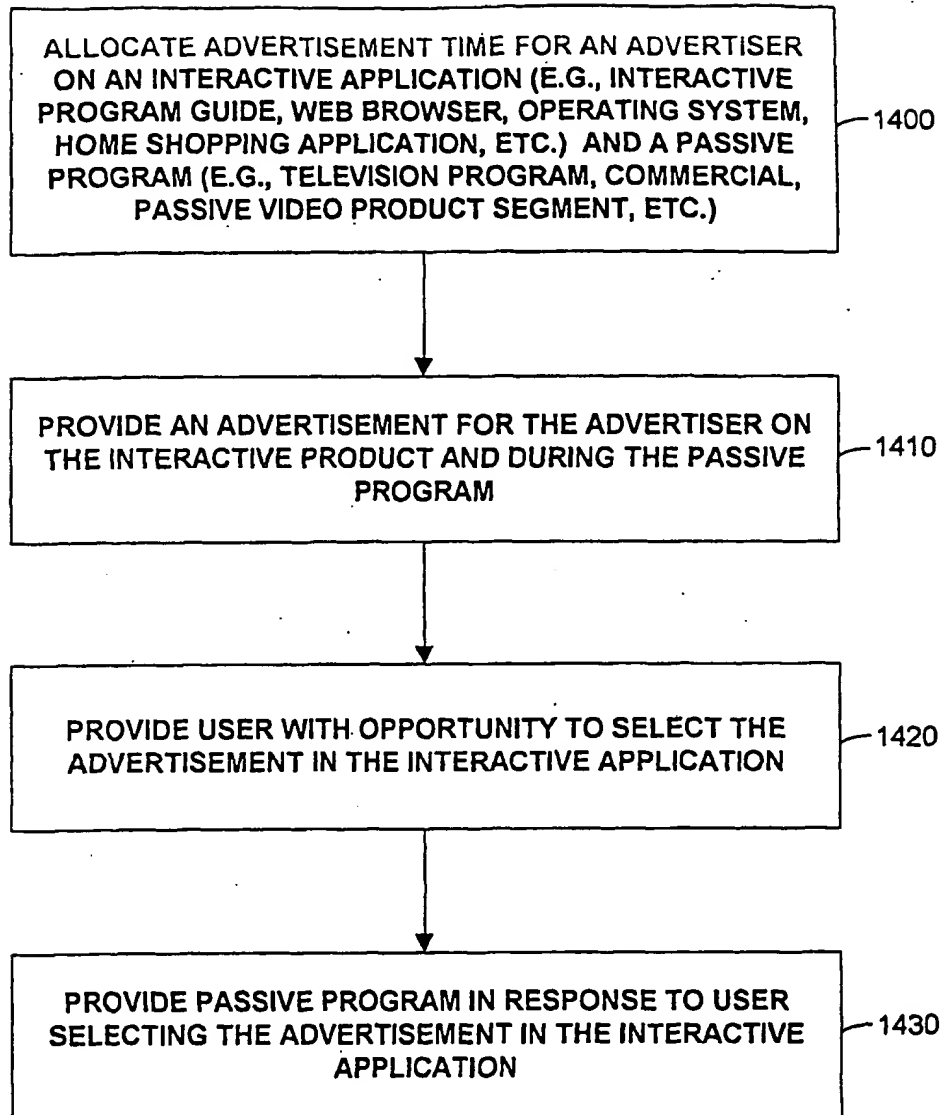 ALLOCATE ADVERTISEMENT TIME FOR AN ADVERTISER
ON AN INTERACTIVE APPLICATION (E.G., INTERACTIVE
PROGRAM GUIDE, WEB BROWSER, OPERATING SYSTEM,
HOME SHOPPING APPLICATION, ETC.) AND A PASSIVE
PROGRAM (E.G., TELEVISION PROGRAM, COMMERCIAL,
PASSIVE VIDEO PRODUCT SEGMENT, ETC.)
1400
PROVIDE AN ADVERTISEMENT FOR THE ADVERTISER ON
THE INTERACTIVE PRODUCT AND DURING THE PASSIVE
PROGRAM
1410
PROVIDE USER WITH OPPORTUNITY TO SELECT THE
ADVERTISEMENT IN THE INTERACTIVE APPLICATION
1420
PROVIDE PASSIVE PROGRAM IN RESPONSE TO USER
SELECTING THE ADVERTISEMENT IN THE INTERACTIVE
APPLICATION
1430